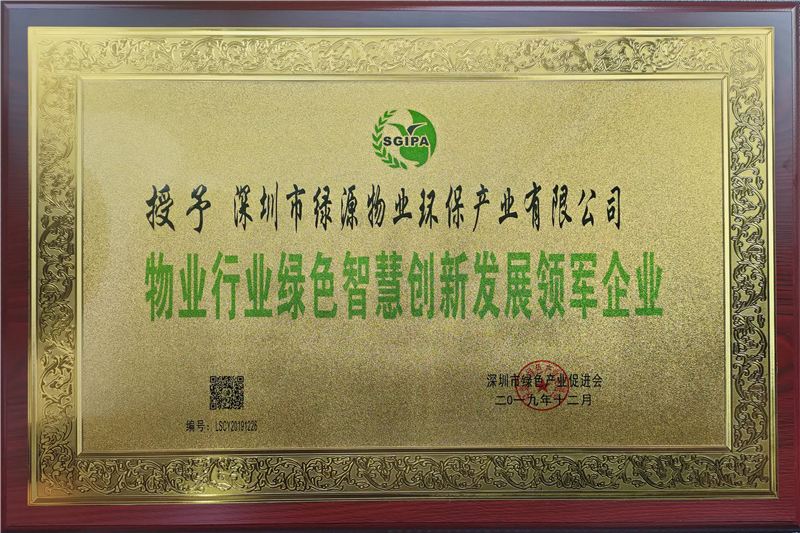 SGIPA
授予 深圳市绿源物业环保产业有限公司
物业行业绿色智慧创新发展领军企业
深圳市绿色产业促进会
二〇一九年十二月
编号：LSCY20191226